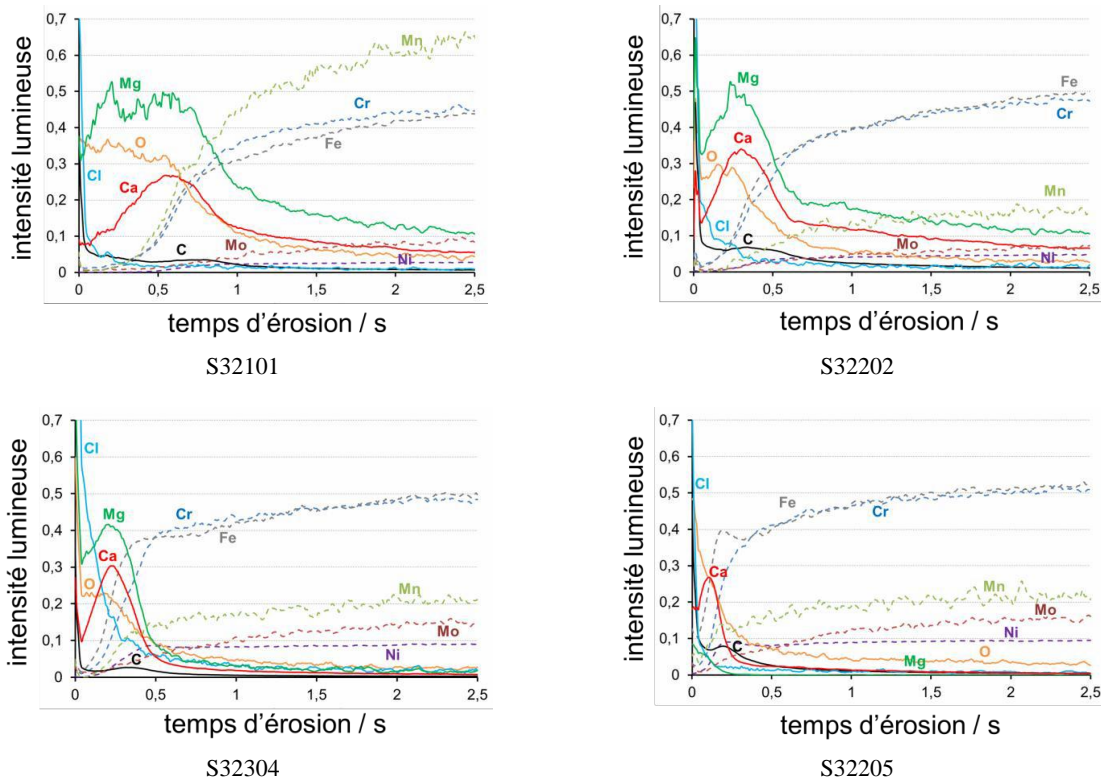 0,7
0,6
0,5
0,4
0,3
0,2
0,1
0
intensité lumineuse
Mn
Mg
Cr
O
Fe
Cl
Ca
C
Mo
Ni
0 0,5 1 1,5 2 2,5
temps d’érosion / s
S32101
0,7
0,6
0,5
0,4
0,3
0,2
0,1
0
intensité lumineuse
Mg
Fe
Cr
Ca
O
Mn
Cl
C
Mo
Ni
0 0,5 1 1,5 2 2,5
temps d’érosion / s
S32202
0,7
0,6
0,5
0,4
0,3
0,2
0,1
0
intensité lumineuse
Cl
Mg
Cr
Fe
Ca
O
Mn
Mo
C
Ni
0 0,5 1 1,5 2 2,5
temps d’érosion / s
S32304
0,7
0,6
0,5
0,4
0,3
0,2
0,1
0
intensité lumineuse
Cl
Fe
Cr
Ca
Mn
Mo
Ni
C
Mg
O
0 0,5 1 1,5 2 2,5
temps d’érosion / s
S32205